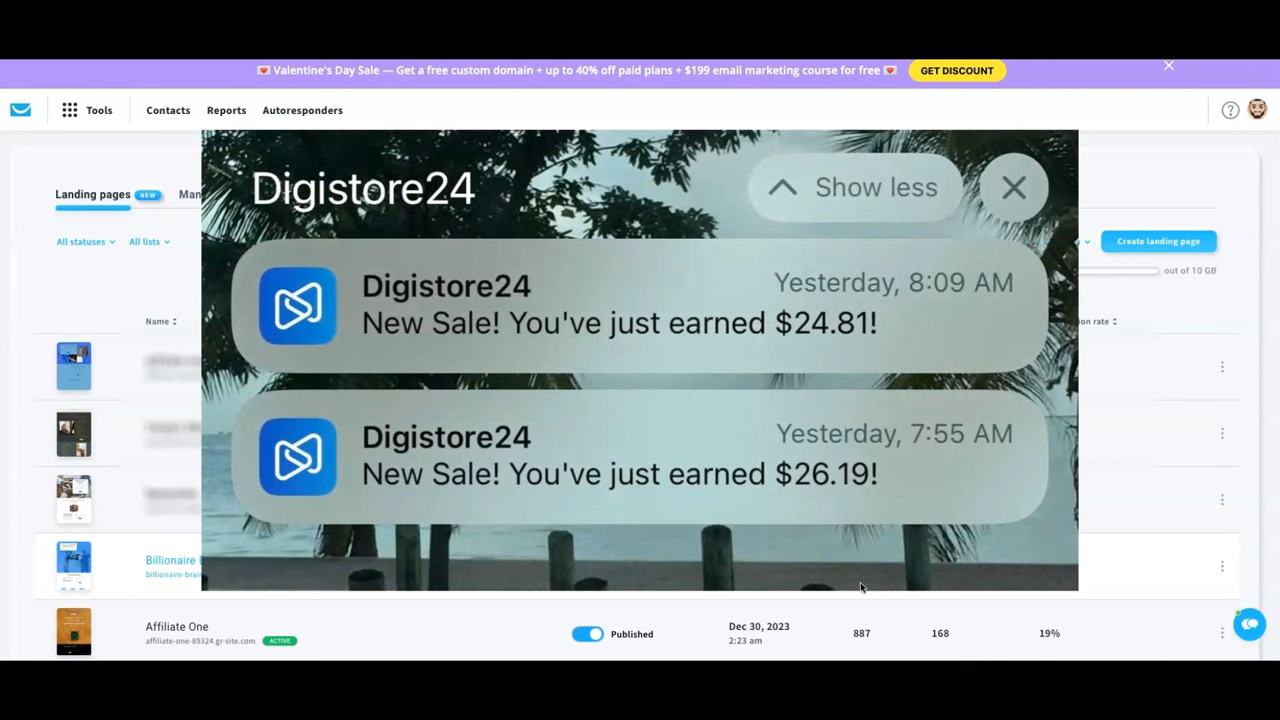 💌 Valentine's Day Sale — Get a free custom domain + up to 40% off paid plans + $199 email marketing course for free 💌
GET DISCOUNT
Tools
Contacts
Reports
Autoresponders
Landing pages
NEW
All statuses
All lists
Create landing page
out of 10 GB
Name
Digistore24
Show less
Digistore24
Yesterday, 8:09 AM
New Sale! You've just earned $24.81!
Digistore24
Yesterday, 7:55 AM
New Sale! You've just earned $26.19!
Billionaire
Affiliate One
affiliate-one-89324.gr-site.com
ACTIVE
Published
Dec 30, 2023
2:23 am
887
168
19%